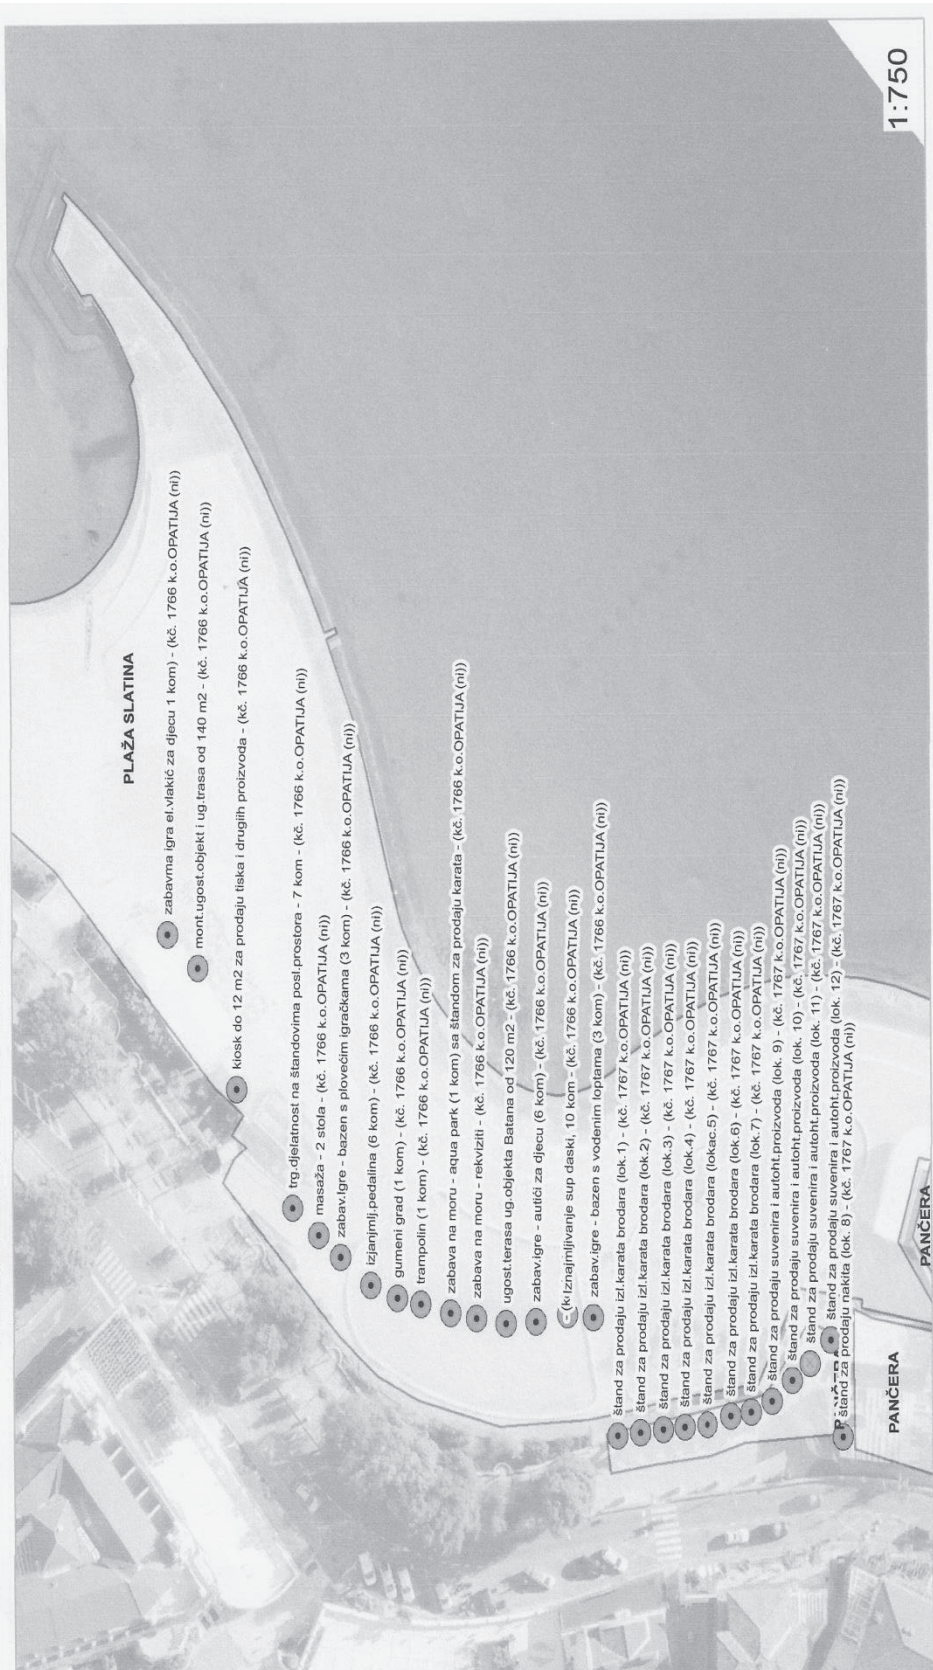 1:750
PLAŽA SLATINA
zabavma igra el.vlakić za djecu 1 kom) - (kč. 1766 k.o.OPATIJA (ni))
mont.ugost.objekt i ug.trasa od 140 m2 - (kč. 1766 k.o.OPATIJA (ni))
kiosk do 12 m2 za prodaju tiska i drugiih proizvoda - (kč. 1766 k.o.OPATIJA (ni))
trg.djelatnost na štandovima posl.prostora - 7 kom - (kč. 1766 k.o.OPATIJA (ni))
masaža - 2 stola - (kč. 1766 k.o.OPATIJA (ni))
zabav.Igre - bazen s plovećim igračkama (3 kom) - (kč. 1766 k.o.OPATIJA (ni))
izjanjmlj.pedalina (6 kom) - (kč. 1766 k.o.OPATIJA (ni))
gumeni grad (1 kom) - (kč. 1766 k.o.OPATIJA (ni))
trampolin (1 kom) - (kč. 1766 k.o.OPATIJA (ni))
zabava na moru - aqua park (1 kom) sa štandom za prodaju karata - (kč. 1766 k.o.OPATIJA (ni))
zabava na moru - rekviziti - (kč. 1766 k.o.OPATIJA (ni))
ugost.terasa ug.objekta Batana od 120 m2 - (kč. 1766 k.o.OPATIJA (ni))
zabav.igre - autići za djecu (6 kom) - (kč. 1766 k.o.OPATIJA (ni))
Iznajmljivanje sup daski, 10 kom - (kč. 1766 k.o.OPATIJA (ni))
zabav.igre - bazen s vodenim loptama (3 kom) - (kč. 1766 k.o.OPATIJA (ni))
štand za prodaju izl.karata brodara (lok.1) - (kč. 1767 k.o.OPATIJA (ni))
štand za prodaju izl.karata brodara (lok.2) - (kč. 1767 k.o.OPATIJA (ni))
štand za prodaju izl.karata brodara (lok.3) - (kč. 1767 k.o.OPATIJA (ni))
štand za prodaju izl.karata brodara (lok.4) - (kč. 1767 k.o.OPATIJA (ni))
štand za prodaju izl.karata brodara (lokac.5) - (kč. 1767 k.o.OPATIJA (ni))
štand za prodaju izl.karata brodara (lok.6) - (kč. 1767 k.o.OPATIJA (ni))
štand za prodaju izl.karata brodara (lok.7) - (kč. 1767 k.o.OPATIJA (ni))
štand za prodaju suvenira i autoht.proizvoda (lok. 9) - (kč. 1767 k.o.OPATIJA (ni))
štand za prodaju suvenira i autoht.proizvoda (lok. 10) - (kč. 1767 k.o.OPATIJA (ni))
štand za prodaju suvenira i autoht.proizvoda (lok. 11) - (kč. 1767 k.o.OPATIJA (ni))
štand za prodaju suvenira i autoht.proizvoda (lok. 12) - (kč. 1767 k.o.OPATIJA (ni))
štand za prodaju nakita (lok. 8) - (kč. 1767 k.o.OPATIJA (ni))
PANČERA
PANČERA